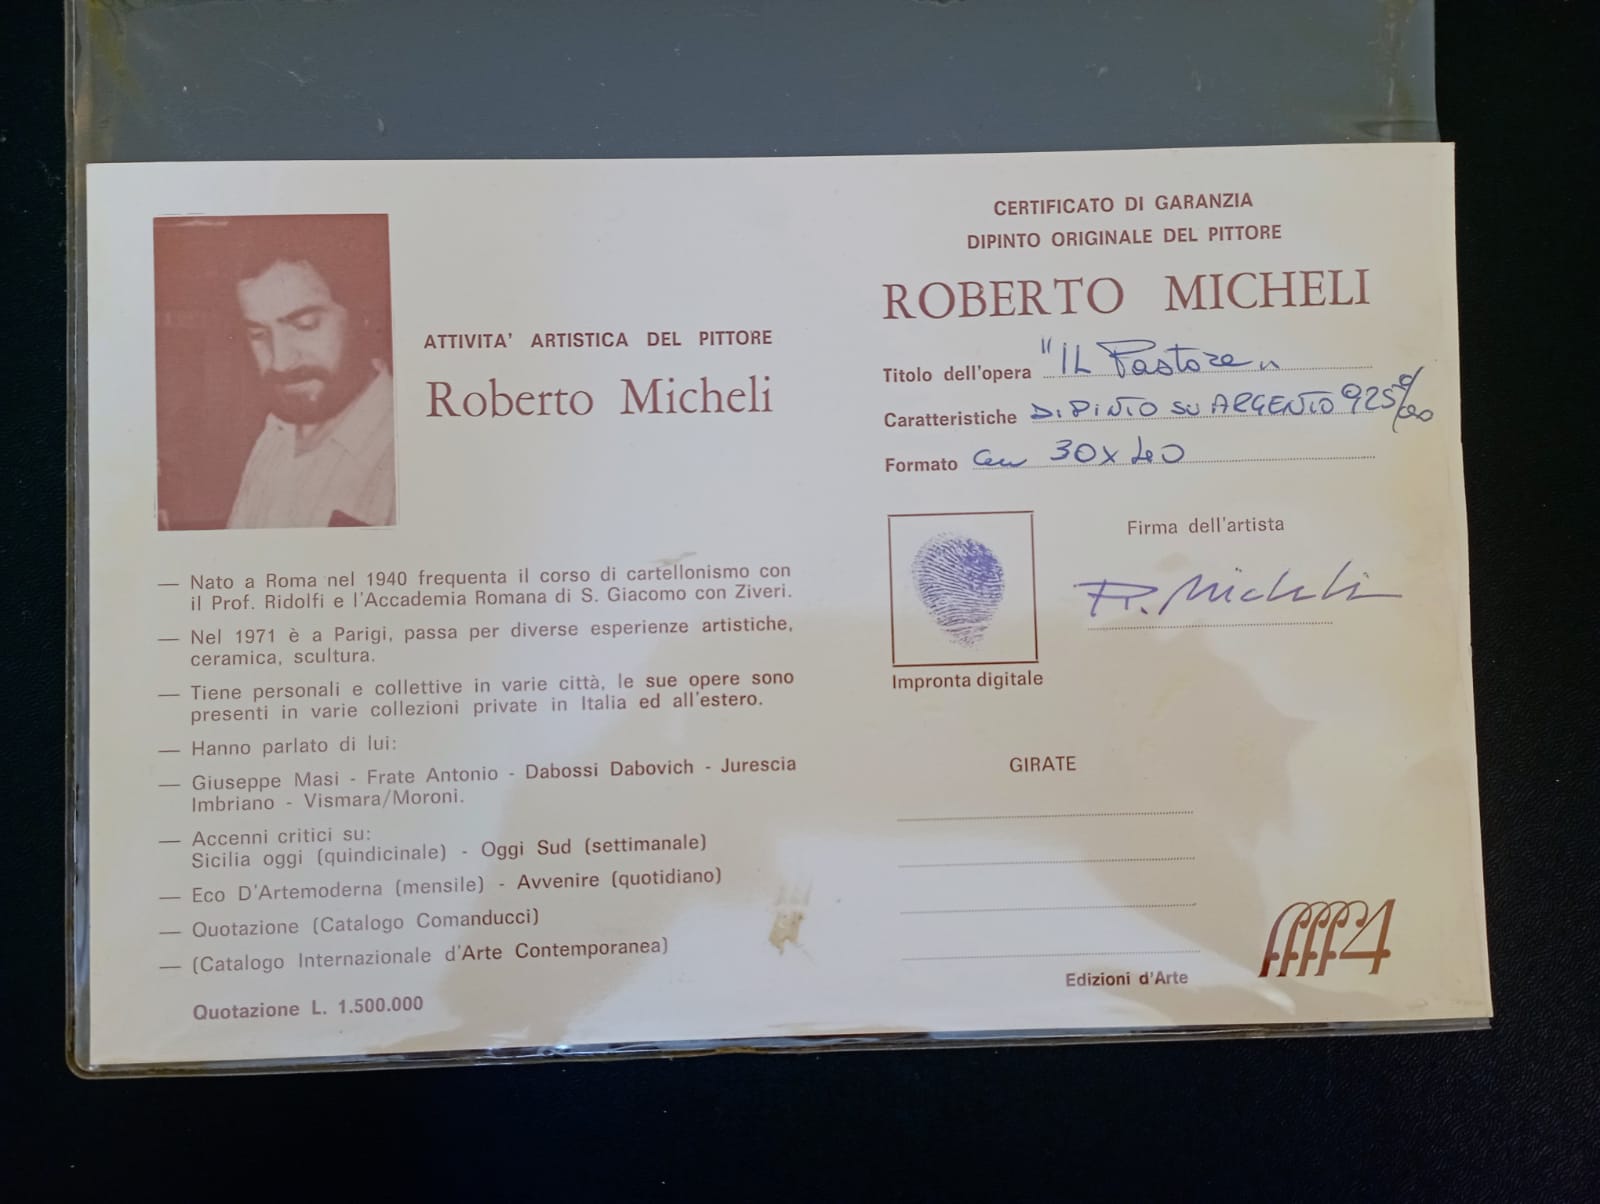 ATTIVITA' ARTISTICA DEL PITTORE
Roberto Micheli
— Nato a Roma nel 1940 frequenta il corso di cartellonismo con
il Prof. Ridolfi e l'Accademia Romana di S. Giacomo con Ziveri.
— Nel 1971 è a Parigi, passa per diverse esperienze artistiche,
ceramica, scultura.
— Tiene personali e collettive in varie città, le sue opere sono
presenti in varie collezioni private in Italia ed all'estero.
— Hanno parlato di lui:
— Giuseppe Masi - Frate Antonio - Dabossi Dabovich - Jurescia
Imbriano - Vismara/Moroni.
— Accenni critici su:
Sicilia oggi (quindicinale) - Oggi Sud (settimanale)
— Eco D'Artemoderna (mensile) - Avvenire (quotidiano)
— Quotazione (Catalogo Comanducci)
— (Catalogo Internazionale d'Arte Contemporanea)
Quotazione L. 1.500.000
CERTIFICATO DI GARANZIA
DIPINTO ORIGINALE DEL PITTORE
ROBERTO MICHELI
Titolo dell'opera "IL Pastore"
Caratteristiche DIPINTO SU ARGENTO 925°/°°
Formato cm 30x40
Firma dell'artista
R. Micheli
Impronta digitale
GIRATE
Edizioni d'Arte